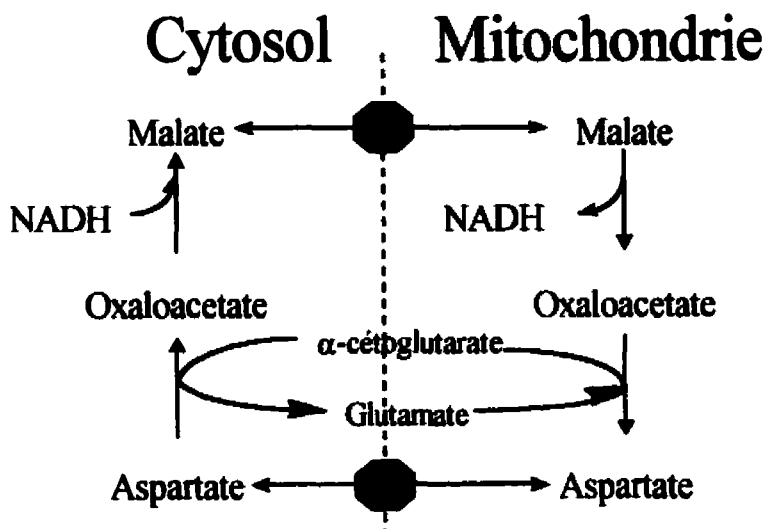 Cytosol Mitochondrie
Malate Malate
NADH NADH
Oxaloacetate Oxaloacetate
α-cétoglutarate
Glutamate
Aspartate Aspartate